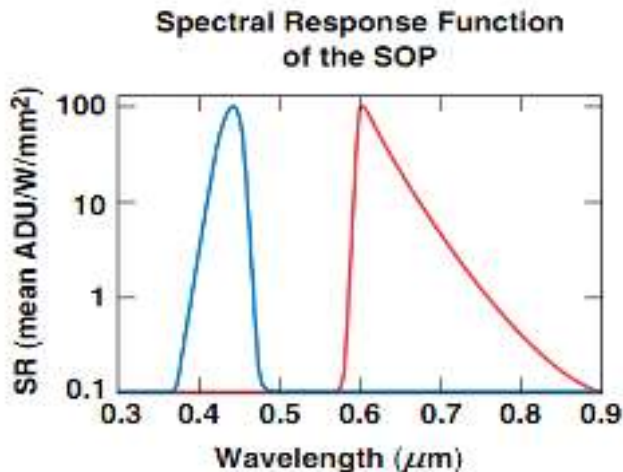 Spectral Response Function
of the SOP
SR (mean ADU/W/mm²)
100
10
1
0.1
0.3 0.4 0.5 0.6 0.7 0.8 0.9
Wavelength (μm)